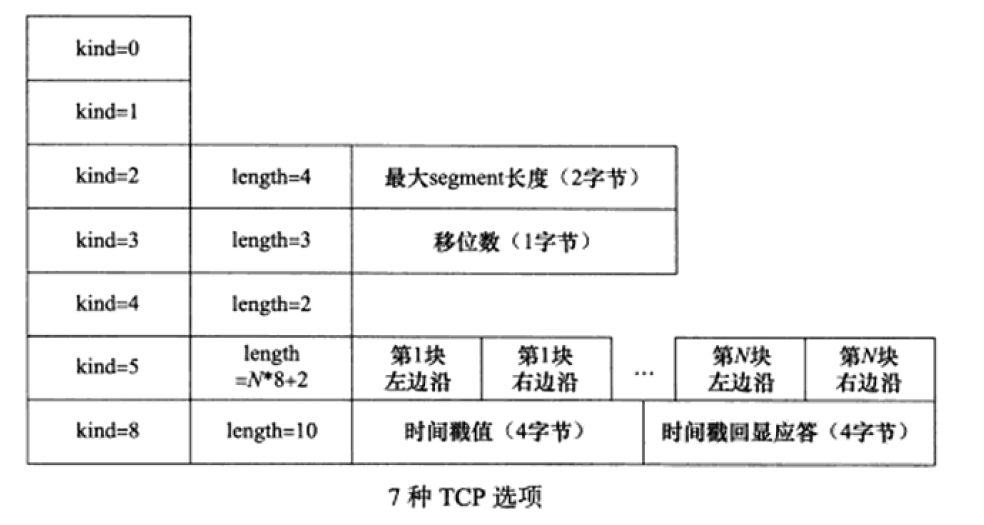 kind=0
kind=1
kind=2 length=4 最大segment长度（2字节）
kind=3 length=3 移位数（1字节）
kind=4 length=2
kind=5 length =N*8+2 第1块 左边沿 第1块 右边沿 … 第N块 左边沿 第N块 右边沿
kind=8 length=10 时间戳值（4字节） 时间戳回显应答（4字节）
7 种 TCP 选项